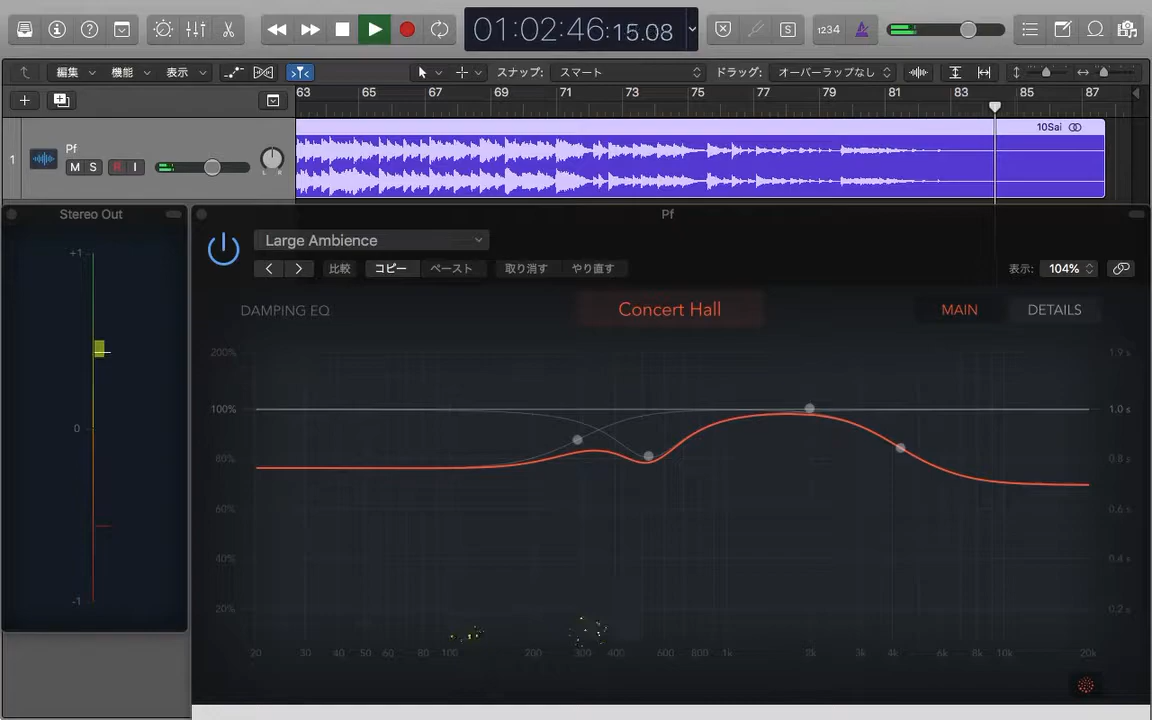 01:02:46:15.08
S
1234
編集 機能 表示
スナップ: スマート
ドラッグ: オーバーラップなし
63 65 67 69 71 73 75 77 79 81 83 85 87
1
Pf
M S R I
L R
10Sai
Stereo Out
+1
0
-1
Pf
Large Ambience
比較 コピー ペースト 取り消す やり直す
表示: 104%
DAMPING EQ
Concert Hall
MAIN DETAILS
200% 1.9 s
100% 1.0 s
80% 0.8 s
60% 0.6 s
40% 0.4 s
20% 0.2 s
20 30 40 50 60 80 100 200 300 400 600 800 1k 2k 3k 4k 6k 8k 10k 20k